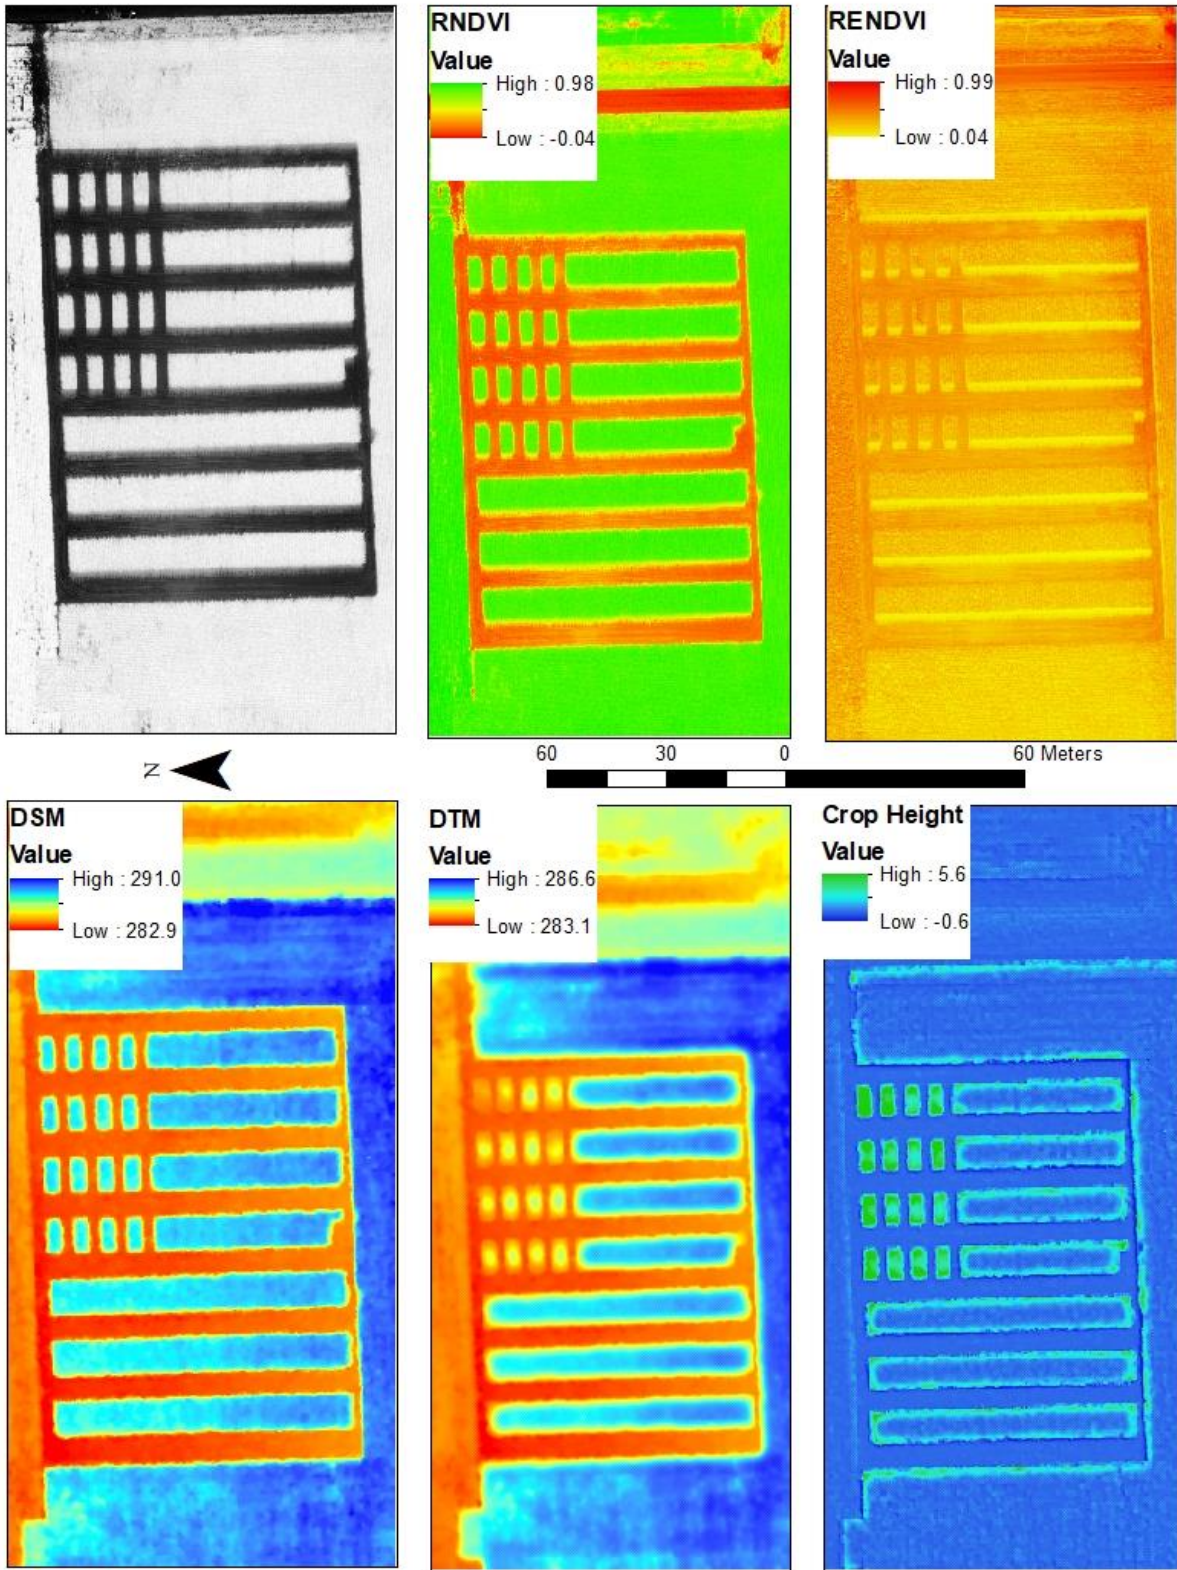 RNDVI
Value
High : 0.98
Low : -0.04
RENDVI
Value
High : 0.99
Low : 0.04
N
60 30 0 60 Meters
DSM
Value
High : 291.0
Low : 282.9
DTM
Value
High : 286.6
Low : 283.1
Crop Height
Value
High : 5.6
Low : -0.6